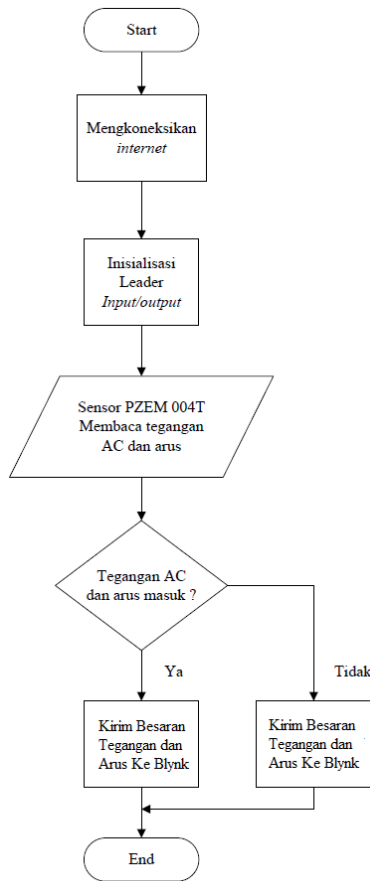 Start
Mengkoneksikan
internet
Inisialisasi
Leader
Input/output
Sensor PZEM 004T
Membaca tegangan
AC dan arus
Tegangan AC
dan arus masuk ?
Ya
Tidak
Kirim Besaran
Tegangan dan
Arus Ke Blynk
Kirim Besaran
Tegangan dan
Arus Ke Blynk
End